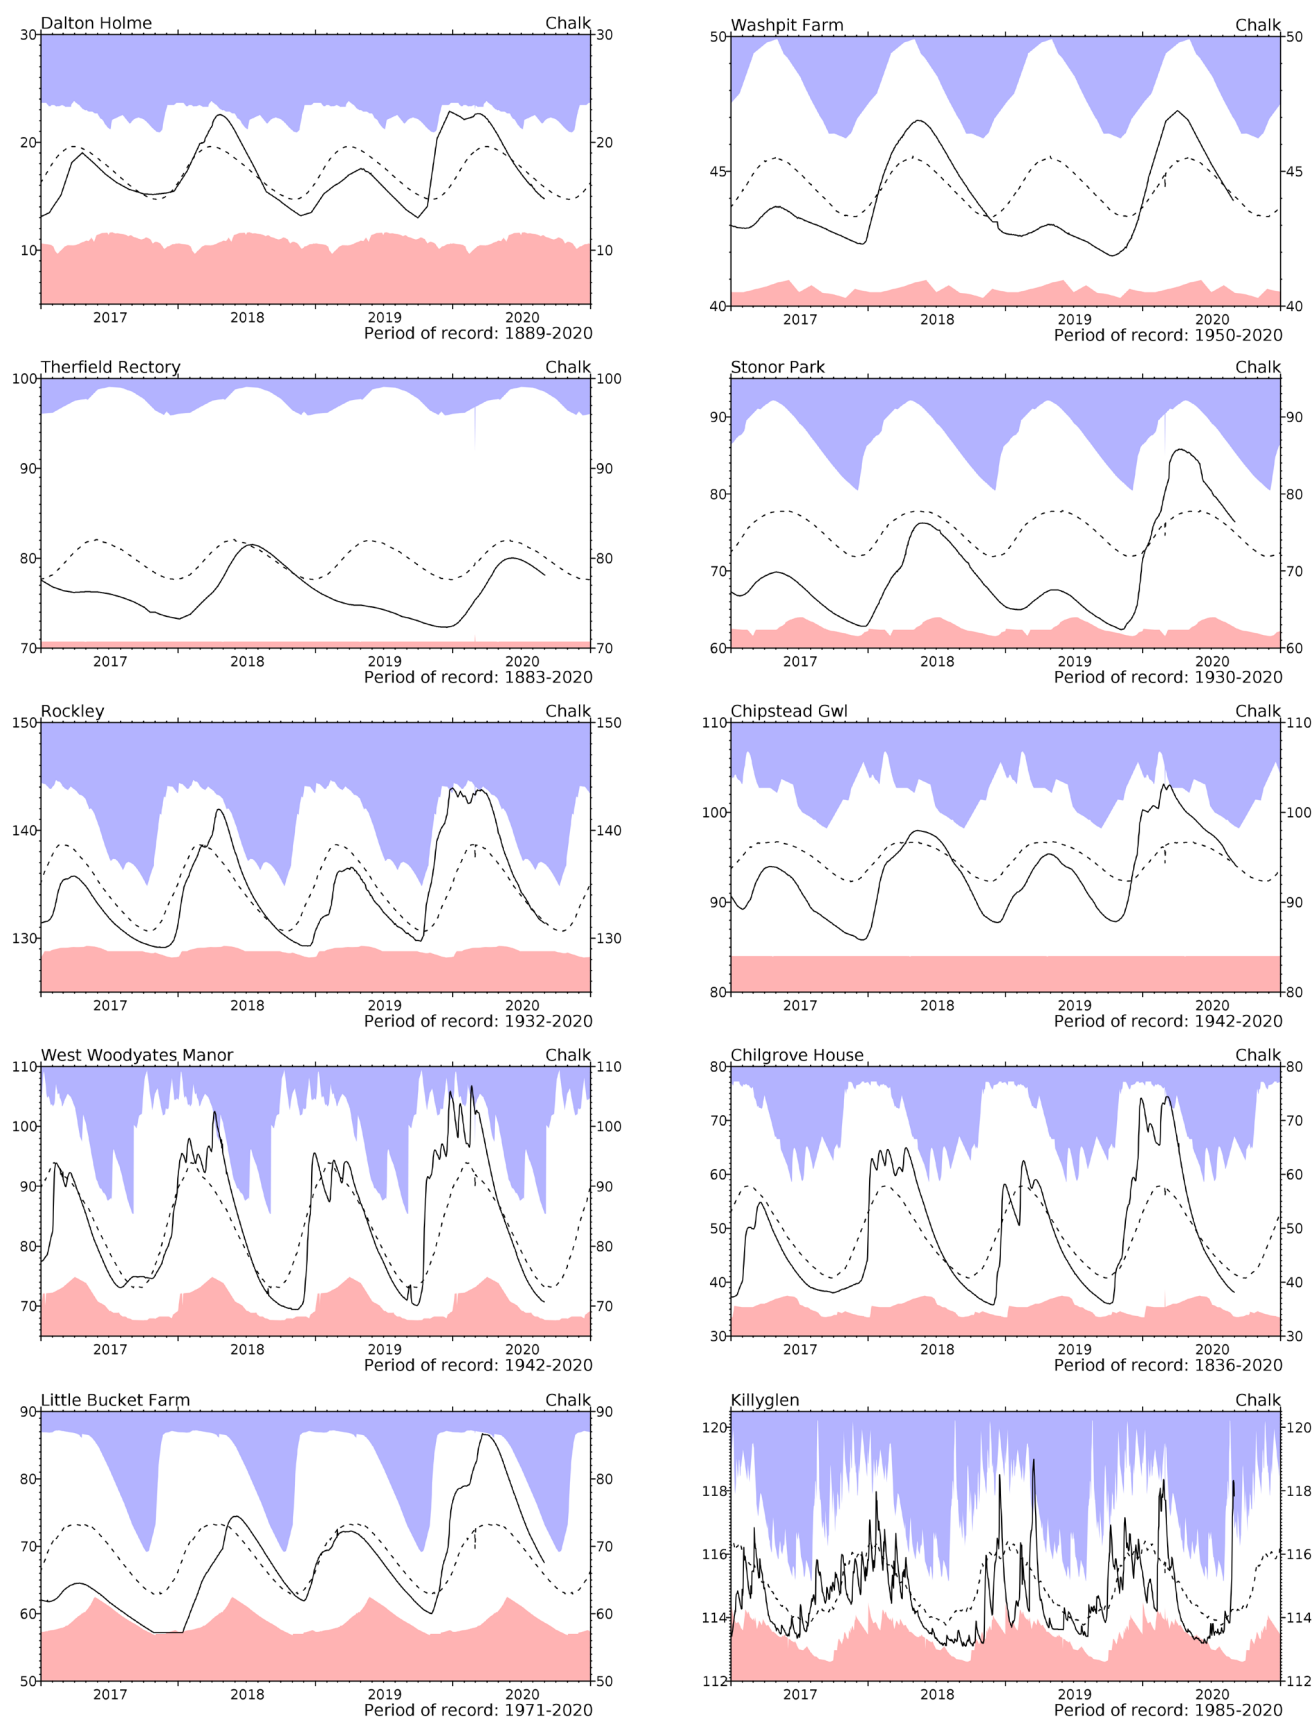 Dalton Holme Chalk
30 30
20 20
10 10
2017 2018 2019 2020
Period of record: 1889-2020
Washpit Farm Chalk
50 50
45 45
40 40
2017 2018 2019 2020
Period of record: 1950-2020
Therfield Rectory Chalk
100 100
90 90
80 80
70 70
2017 2018 2019 2020
Period of record: 1883-2020
Stonor Park Chalk
90 90
80 80
70 70
60 60
2017 2018 2019 2020
Period of record: 1930-2020
Rockley Chalk
150 150
140 140
130 130
2017 2018 2019 2020
Period of record: 1932-2020
Chipstead Gwl Chalk
110 110
100 100
90 90
80 80
2017 2018 2019 2020
Period of record: 1942-2020
West Woodyates Manor Chalk
110 110
100 100
90 90
80 80
70 70
2017 2018 2019 2020
Period of record: 1942-2020
Chilgrove House Chalk
80 80
70 70
60 60
50 50
40 40
30 30
2017 2018 2019 2020
Period of record: 1836-2020
Little Bucket Farm Chalk
90 90
80 80
70 70
60 60
50 50
2017 2018 2019 2020
Period of record: 1971-2020
Killyglen Chalk
120 120
118 118
116 116
114 114
112 112
2017 2018 2019 2020
Period of record: 1985-2020